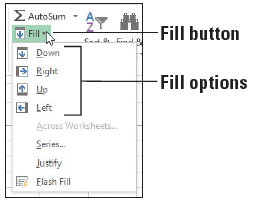 AutoSum
Fill
Fill button
Down
Right
Fill options
Up
Left
Across Worksheets...
Series...
Justify
Flash Fill